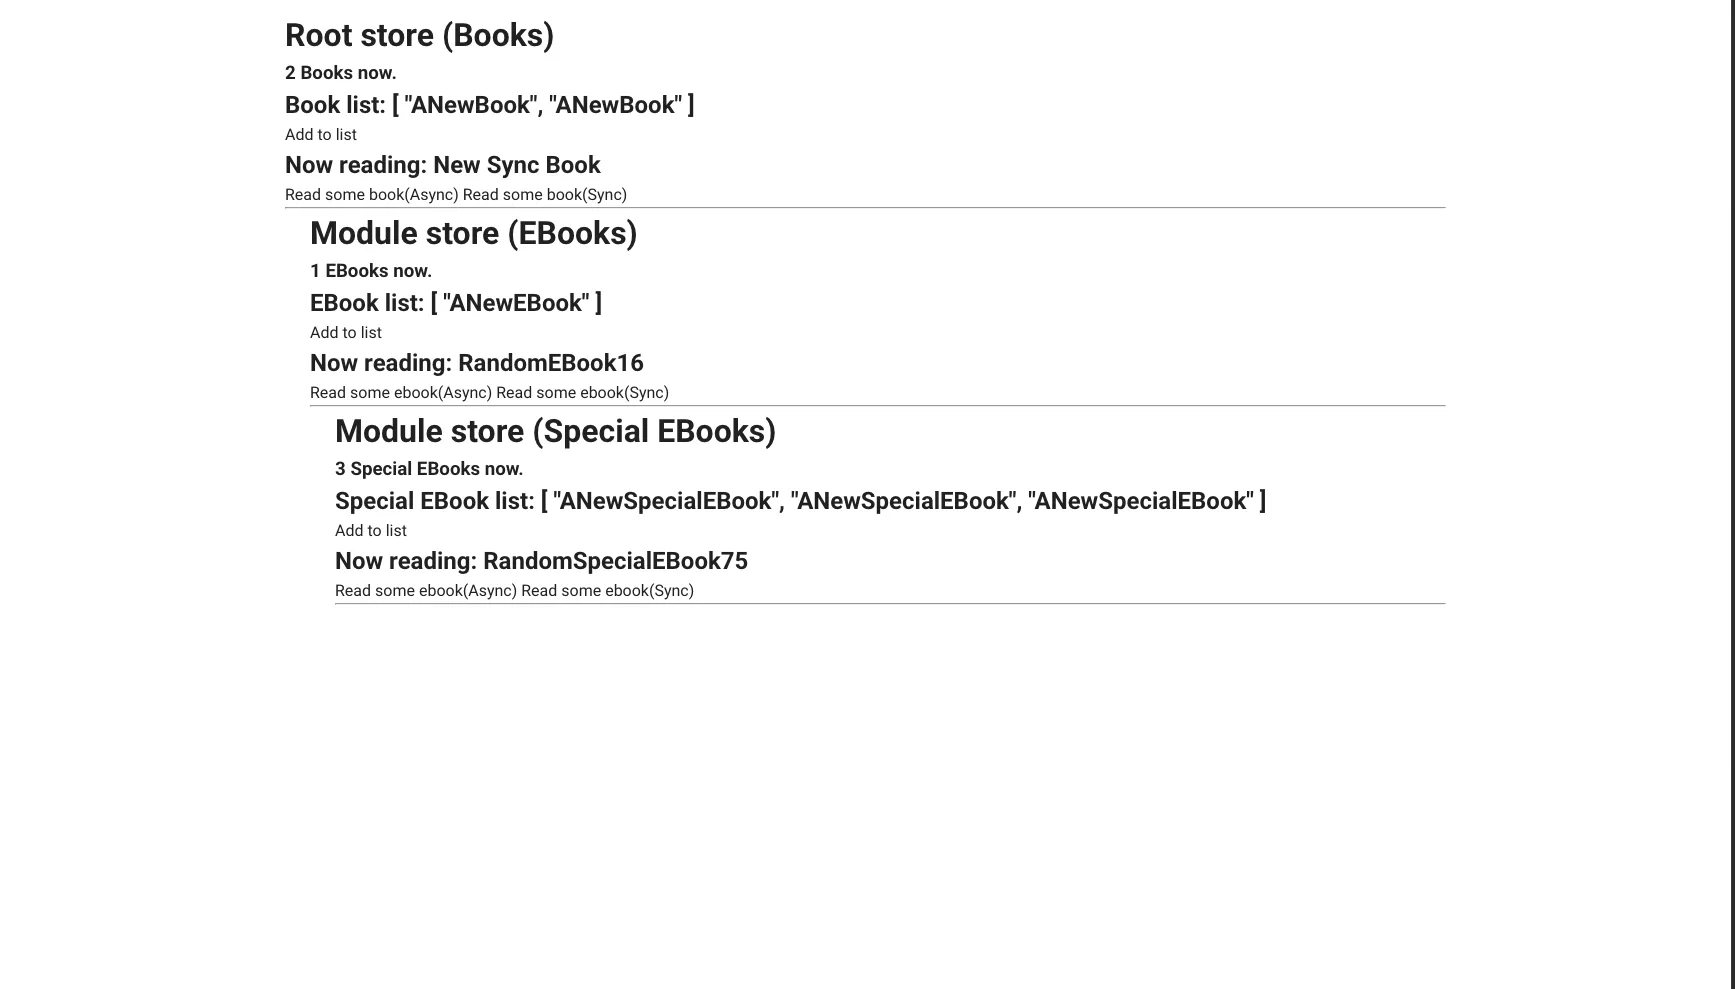 Root store (Books)
2 Books now.
Book list: [ "ANewBook", "ANewBook" ]
Add to list
Now reading: New Sync Book
Read some book(Async) Read some book(Sync)
Module store (EBooks)
1 EBooks now.
EBook list: [ "ANewEBook" ]
Add to list
Now reading: RandomEBook16
Read some ebook(Async) Read some ebook(Sync)
Module store (Special EBooks)
3 Special EBooks now.
Special EBook list: [ "ANewSpecialEBook", "ANewSpecialEBook", "ANewSpecialEBook" ]
Add to list
Now reading: RandomSpecialEBook75
Read some ebook(Async) Read some ebook(Sync)